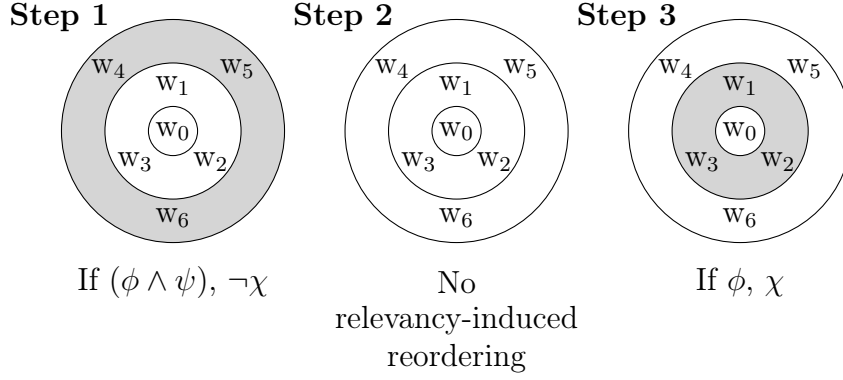 Step 1
w₄
w₅
w₁
w₀
w₃
w₂
w₆
If (ϕ ∧ ψ), ¬χ
Step 2
w₄
w₅
w₁
w₀
w₃
w₂
w₆
No
relevancy-induced
reordering
Step 3
w₄
w₅
w₁
w₀
w₃
w₂
w₆
If ϕ, χ